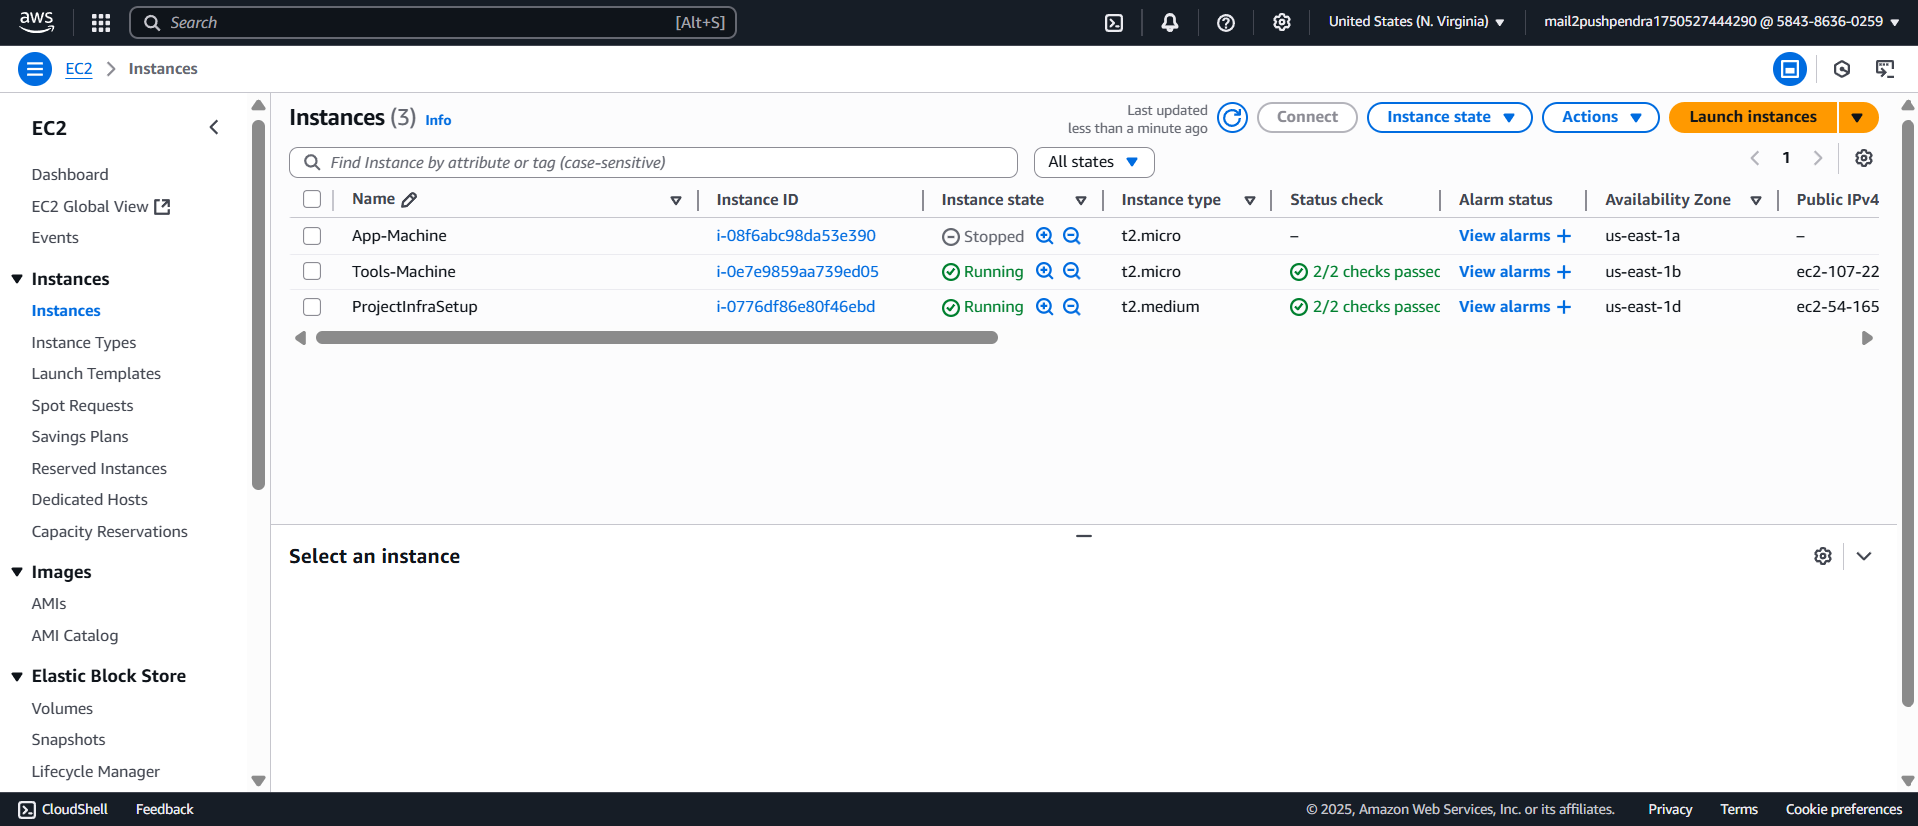 aws
Search [Alt+S]
United States (N. Virginia)
mail2pushpendra1750527444290 @ 5843-8636-0259
EC2
Instances
EC2
Dashboard
EC2 Global View
Events
Instances
Instances
Instance Types
Launch Templates
Spot Requests
Savings Plans
Reserved Instances
Dedicated Hosts
Capacity Reservations
Images
AMIs
AMI Catalog
Elastic Block Store
Volumes
Snapshots
Lifecycle Manager
Instances (3) Info
Last updated
less than a minute ago
Connect
Instance state
Actions
Launch instances
Find Instance by attribute or tag (case-sensitive)
All states
1
Name Instance ID Instance state Instance type Status check Alarm status Availability Zone Public IPv4
App-Machine i-08f6abc98da53e390 Stopped t2.micro – View alarms + us-east-1a –
Tools-Machine i-0e7e9859aa739ed05 Running t2.micro 2/2 checks passec View alarms + us-east-1b ec2-107-22
ProjectInfraSetup i-0776df86e80f46ebd Running t2.medium 2/2 checks passec View alarms + us-east-1d ec2-54-165
Select an instance
CloudShell Feedback © 2025, Amazon Web Services, Inc. or its affiliates. Privacy Terms Cookie preferences